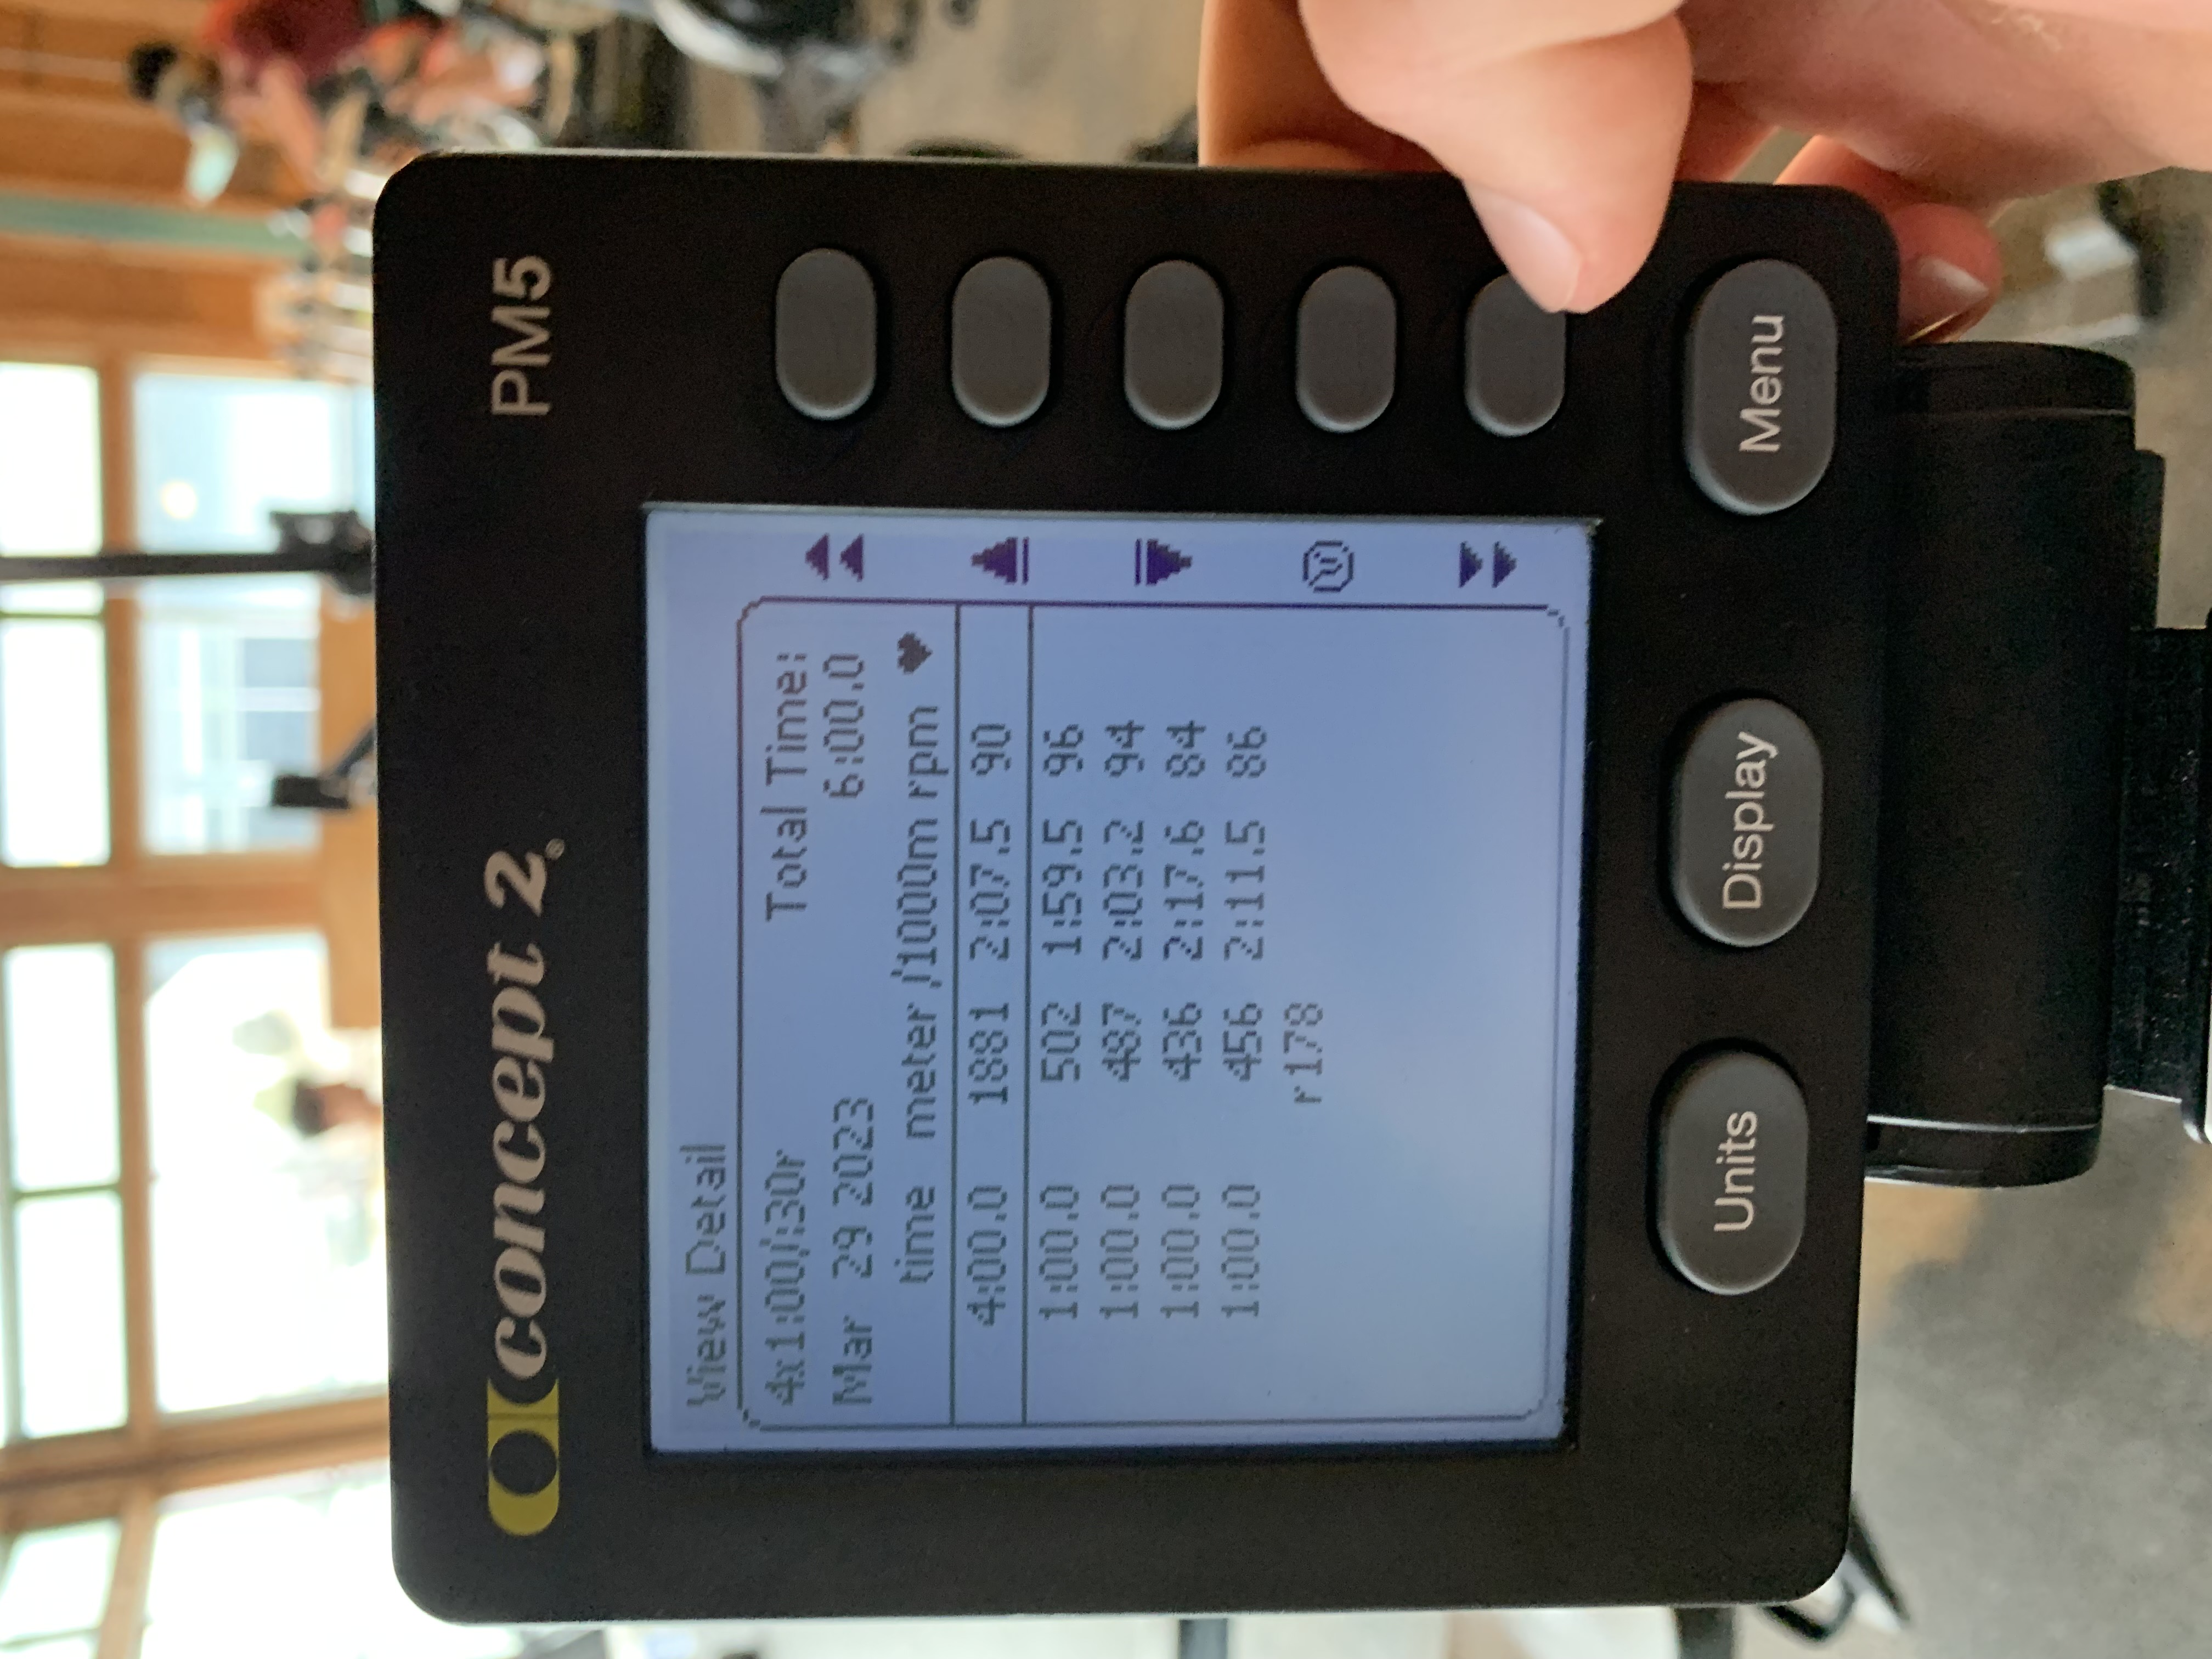 concept 2®
PM5
View Detail
4x1:00/:30r Total Time:
Mar 29 2023 6:00.0
time meter /1000m rpm ♥
4:00.0 1881 2:07.5 90
1:00.0 502 1:59.5 96
1:00.0 487 2:03.2 94
1:00.0 436 2:17.6 84
1:00.0 456 2:11.5 86
r178
V
Units Display Menu